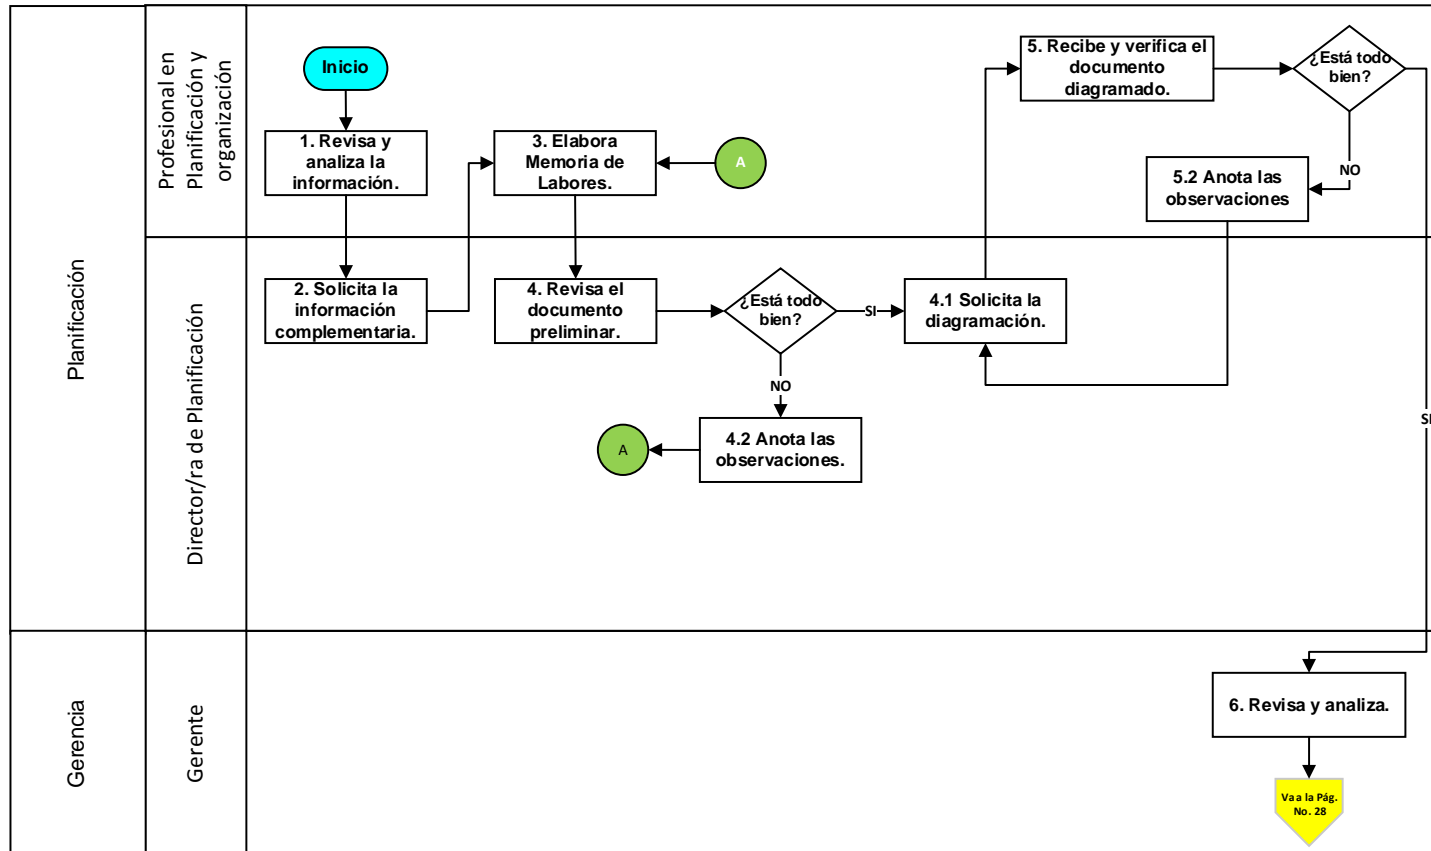 Planificación
Profesional en
Planificación y
organización
Inicio
1. Revisa y
analiza la
información.
3. Elabora
Memoria de
Labores.
A
5. Recibe y verifica el
documento
diagramado.
¿Está todo
bien?
NO
5.2 Anota las
observaciones
SI
Director/ra de Planificación
2. Solicita la
información
complementaria.
4. Revisa el
documento
preliminar.
¿Está todo
bien?
SI
4.1 Solicita la
diagramación.
NO
4.2 Anota las
observaciones.
A
Gerencia
Gerente
6. Revisa y analiza.
Va a la Pág.
No. 28